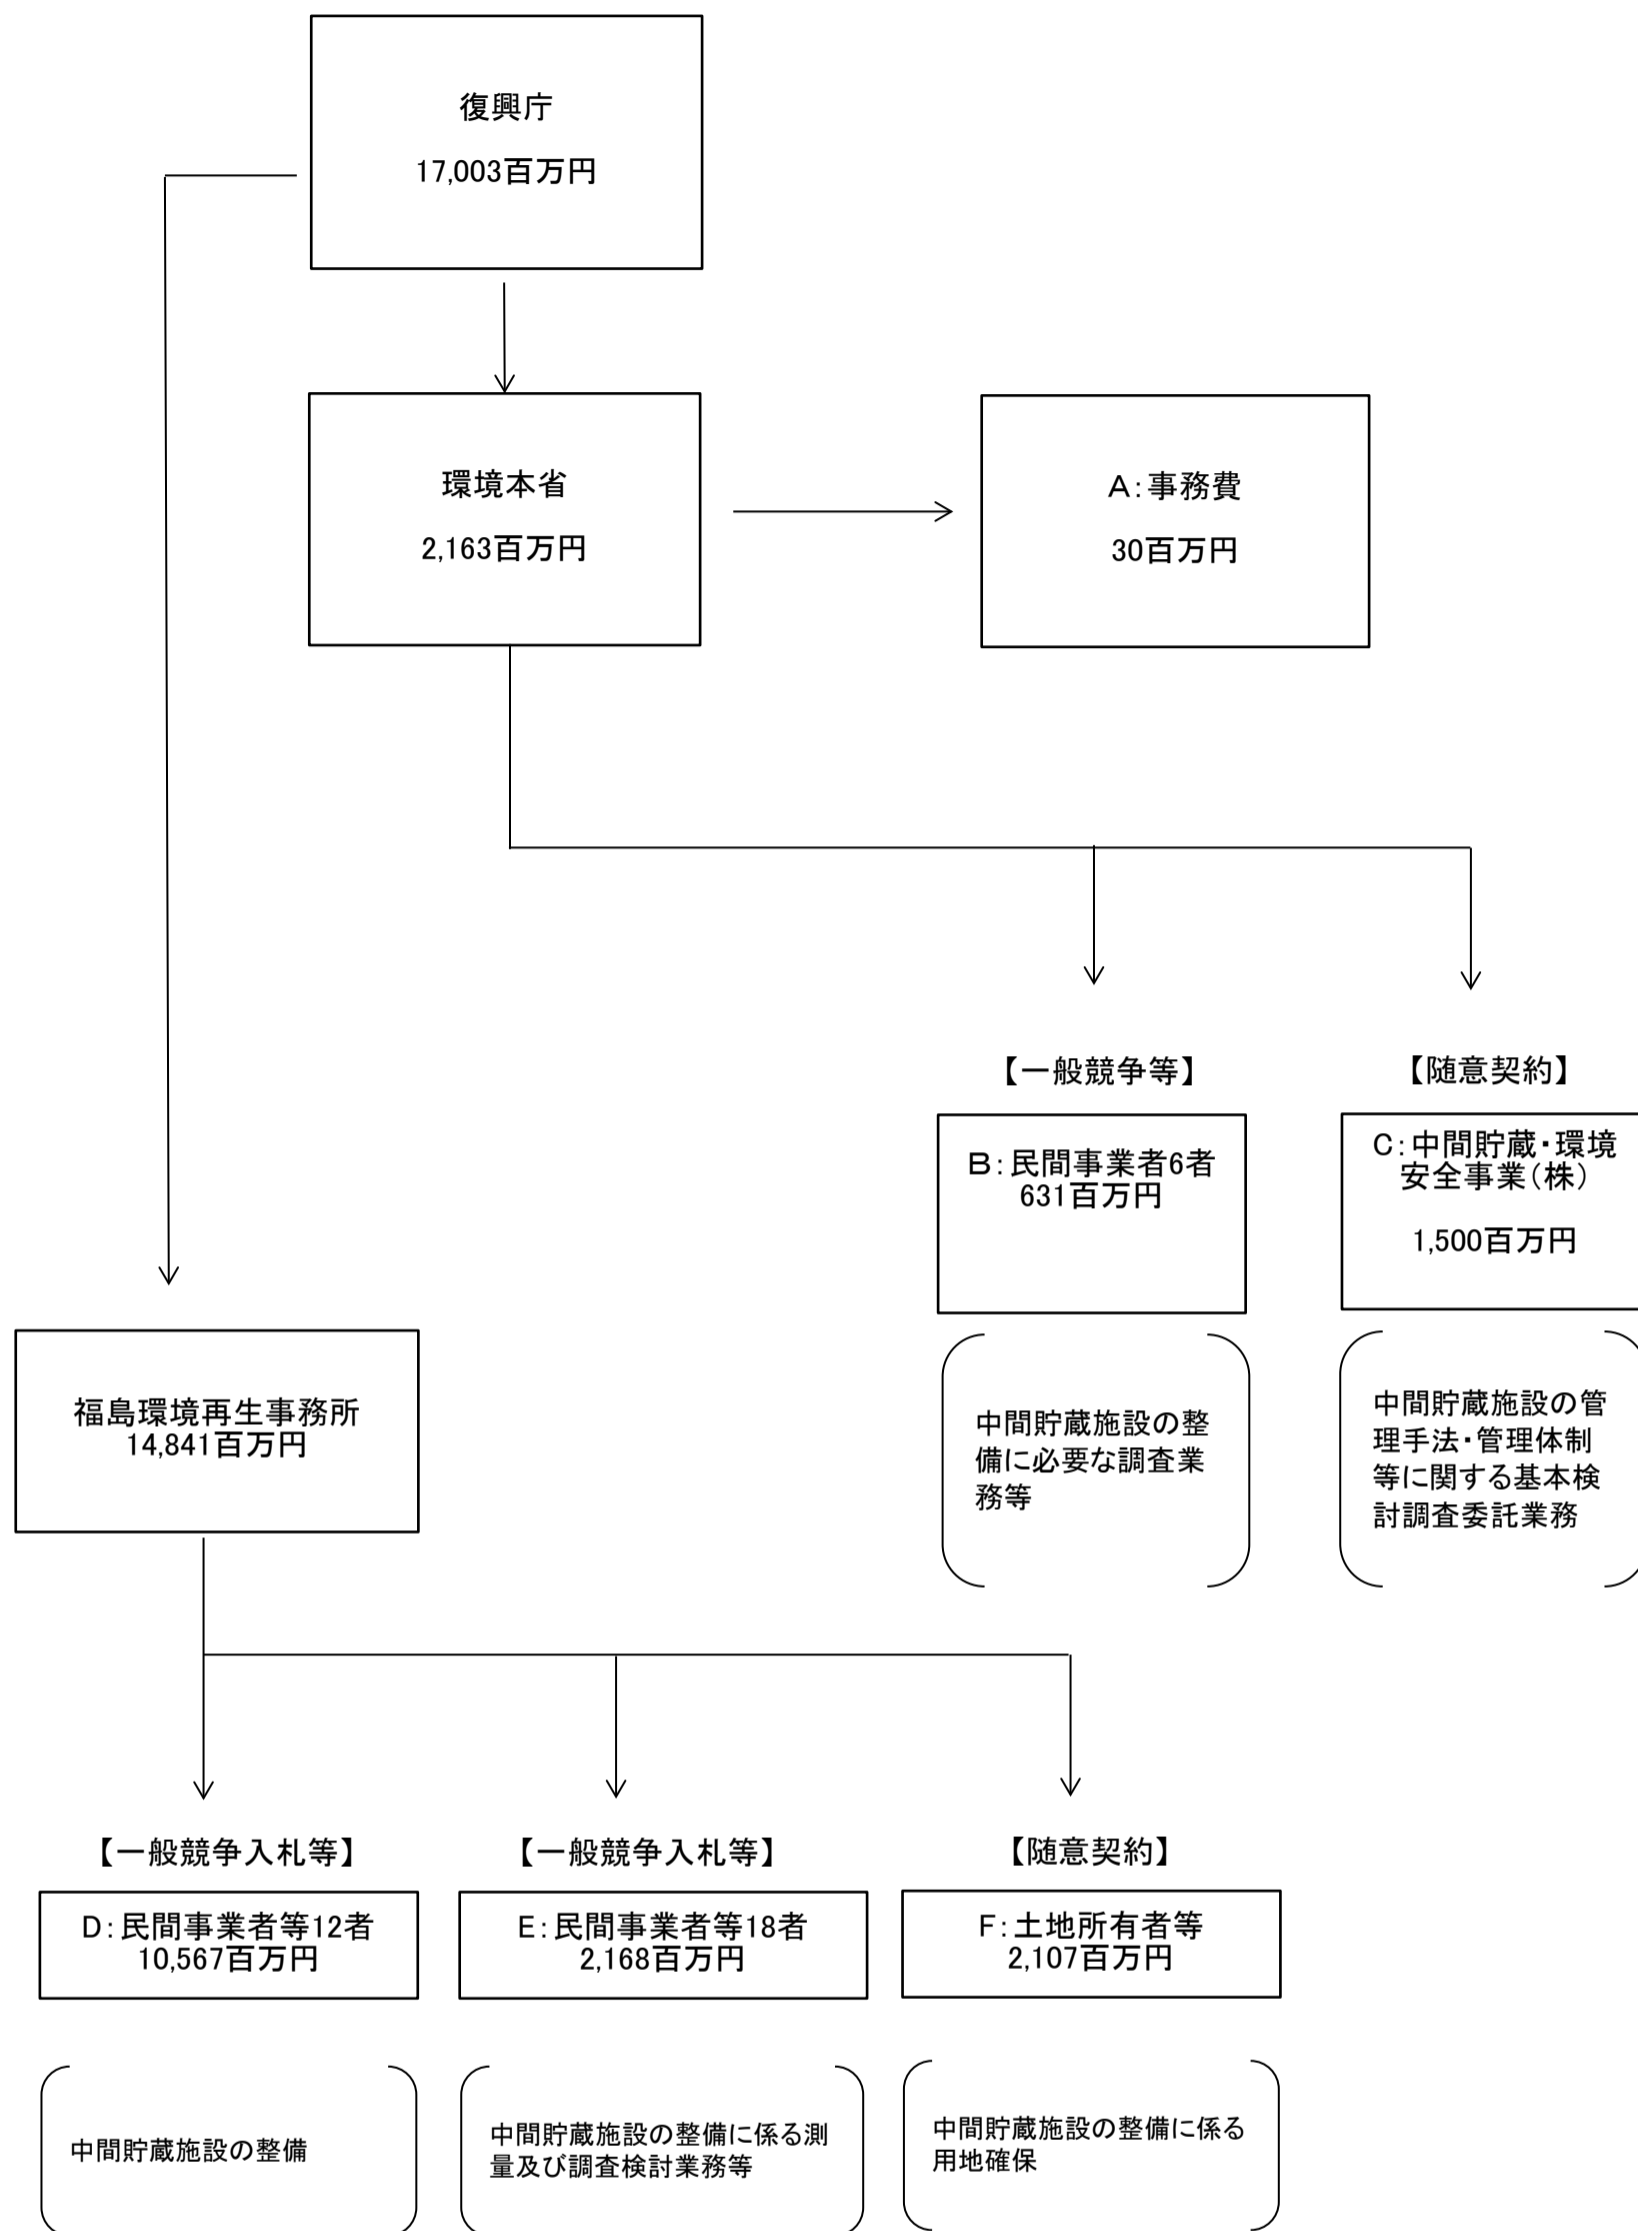 復興庁
17,003百万円
環境本省
2,163百万円
A:事務費
30百万円
【一般競争等】
【随意契約】
B:民間事業者6者
631百万円
C:中間貯蔵・環境
安全事業(株)
1,500百万円
中間貯蔵施設の整
備に必要な調査業
務等
中間貯蔵施設の管
理手法・管理体制
等に関する基本検
討調査委託業務
福島環境再生事務所
14,841百万円
【一般競争入札等】
【一般競争入札等】
【随意契約】
D:民間事業者等12者
10,567百万円
E:民間事業者等18者
2,168百万円
F:土地所有者等
2,107百万円
中間貯蔵施設の整備
中間貯蔵施設の整備に係る測
量及び調査検討業務等
中間貯蔵施設の整備に係る
用地確保